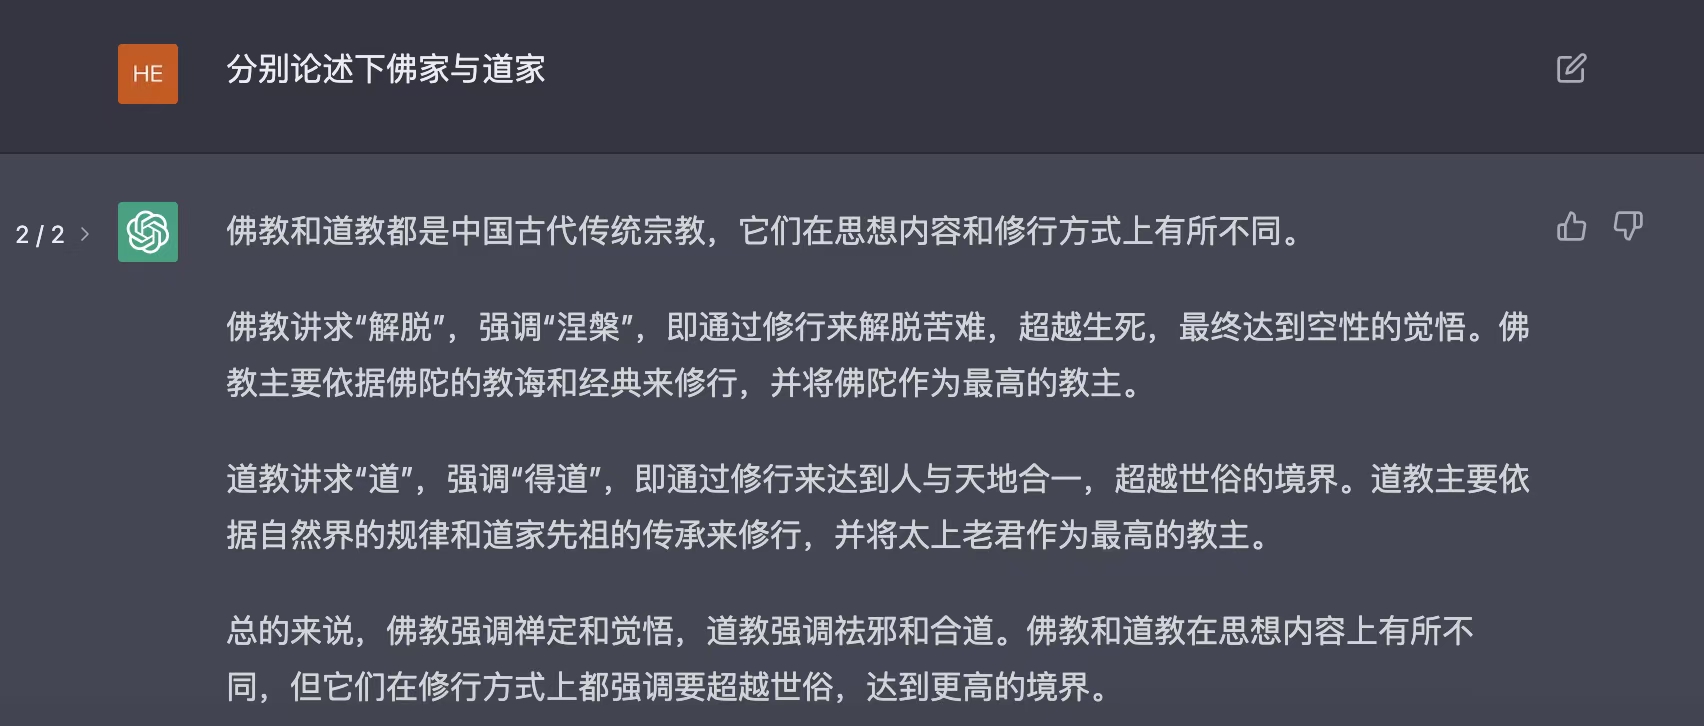 HE
分别论述下佛家与道家
2 / 2
佛教和道教都是中国古代传统宗教，它们在思想内容和修行方式上有所不同。
佛教讲求“解脱”，强调“涅槃”，即通过修行来解脱苦难，超越生死，最终达到空性的觉悟。佛
教主要依据佛陀的教诲和经典来修行，并将佛陀作为最高的教主。
道教讲求“道”，强调“得道”，即通过修行来达到人与天地合一，超越世俗的境界。道教主要依
据自然界的规律和道家先祖的传承来修行，并将太上老君作为最高的教主。
总的来说，佛教强调禅定和觉悟，道教强调祛邪和合道。佛教和道教在思想内容上有所不
同，但它们在修行方式上都强调要超越世俗，达到更高的境界。